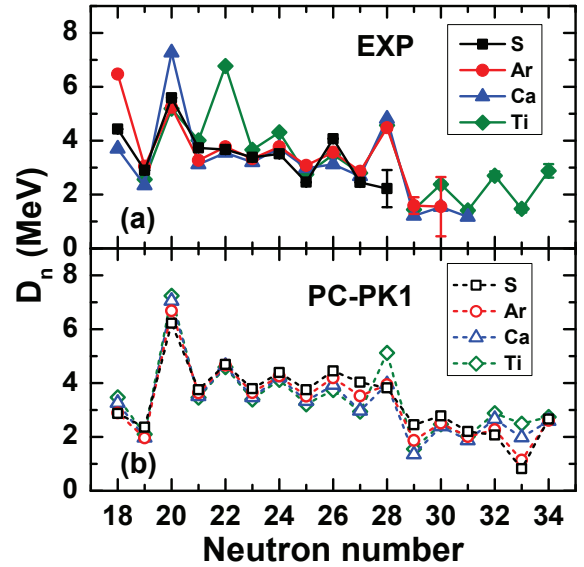 8
6
4
2
0
EXP
S
Ar
Ca
Ti
(a)
D_n (MeV)
8
6
4
2
0
PC-PK1
S
Ar
Ca
Ti
(b)
18 20 22 24 26 28 30 32 34
Neutron number